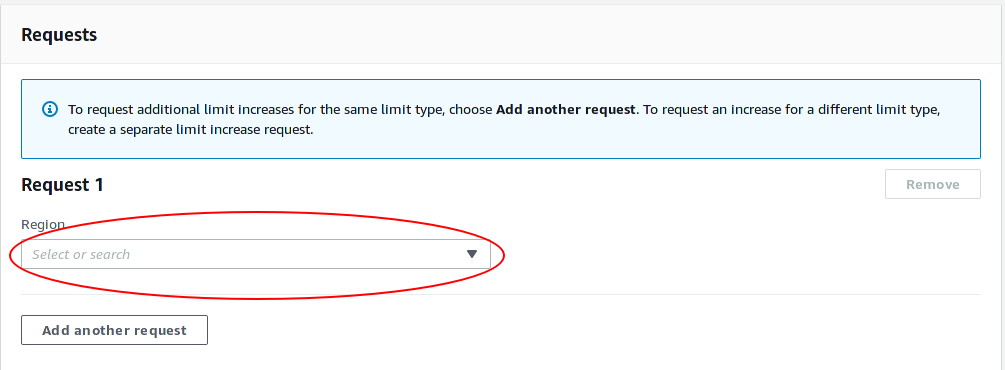 Requests
To request additional limit increases for the same limit type, choose Add another request. To request an increase for a different limit type,
create a separate limit increase request.
Request 1
Remove
Region
Select or search
Add another request